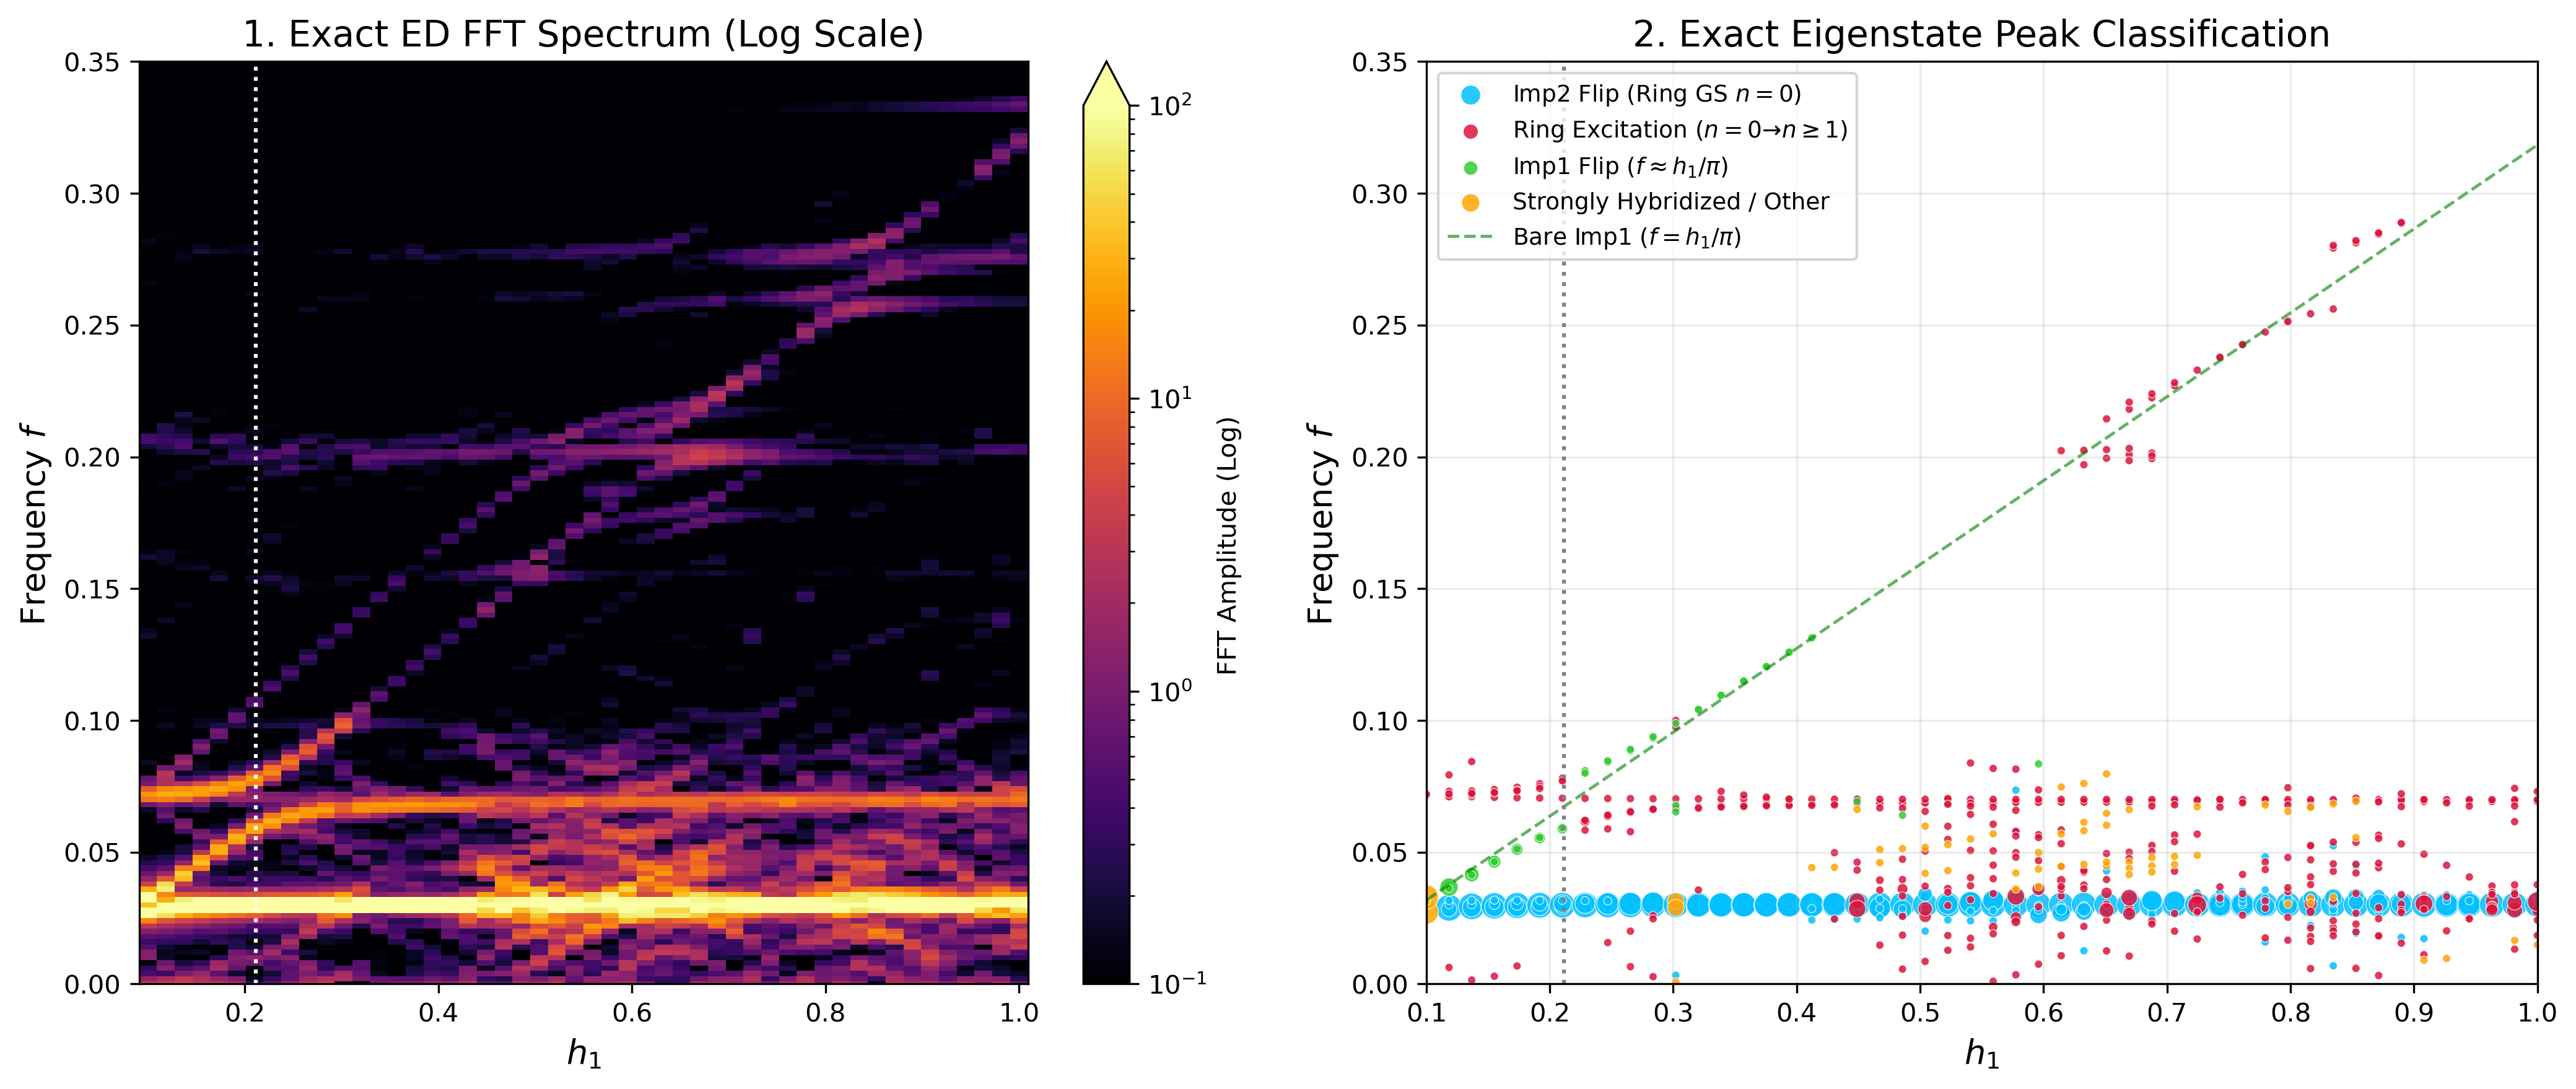 1. Exact ED FFT Spectrum (Log Scale)
Frequency f
0.35
0.30
0.25
0.20
0.15
0.10
0.05
0.00
0.2
0.4
0.6
0.8
1.0
h₁
10²
10¹
10⁰
10⁻¹
FFT Amplitude (Log)
2. Exact Eigenstate Peak Classification
Imp2 Flip (Ring GS n = 0)
Ring Excitation (n = 0→n ≥ 1)
Imp1 Flip (f ≈ h₁/π)
Strongly Hybridized / Other
Bare Imp1 (f = h₁/π)
Frequency f
0.35
0.30
0.25
0.20
0.15
0.10
0.05
0.00
0.1
0.2
0.3
0.4
0.5
0.6
0.7
0.8
0.9
1.0
h₁